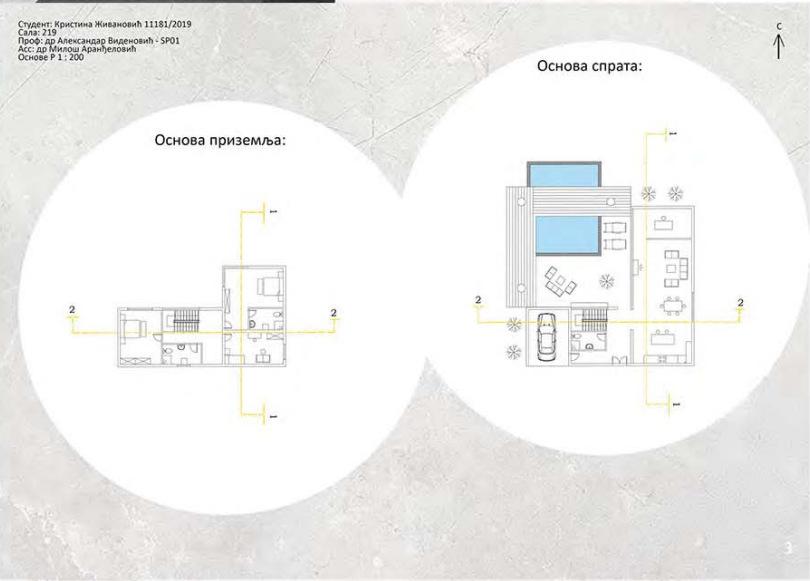 Студент: Кристина Живановић 11181/2019
Сала: 219
Проф: др Александар Виденовић - SP01
Асс: др Милош Аранђеловић
Основе Р 1 : 200
С
Основа спрата:
Основа приземља:
1
1
2
2
2
2
1
1
3